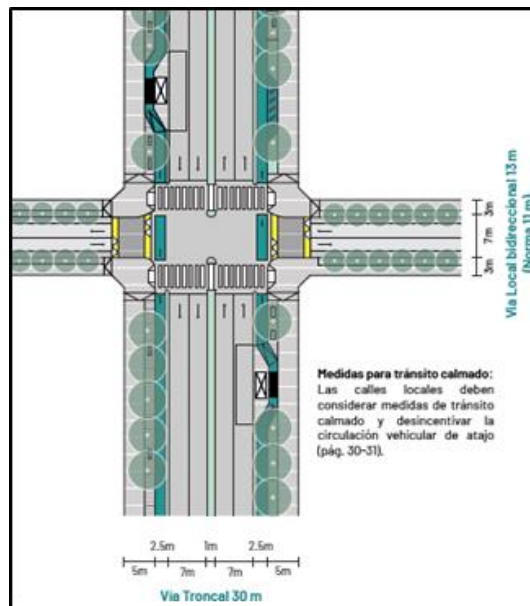 Vía Local bidireccional 13 m
(Norma 11 m)
3m
7m
3m
Medidas para tránsito calmado:
Las calles locales deben
considerar medidas de tránsito
calmado y desincentivar la
circulación vehicular de atajo
(pág. 30-31).
2.5m 1m 2.5m
5m 7m 7m 5m
Vía Troncal 30 m